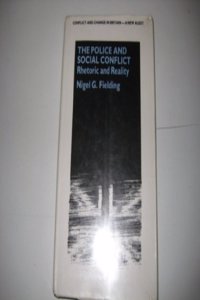 CONFLICT AND CHANGE IN BRITAIN – A NEW AUDIT
THE POLICE AND
SOCIAL CONFLICT
Rhetoric and Reality
Nigel G. Fielding